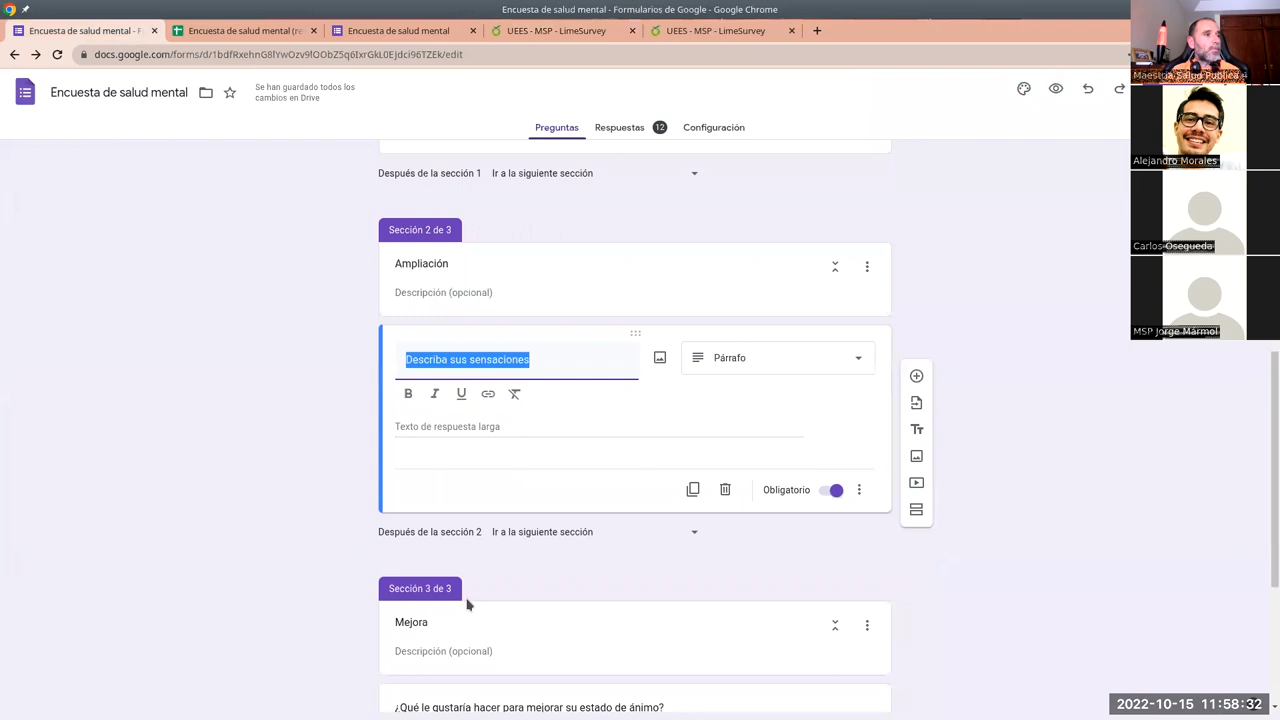 Encuesta de salud mental - Formularios de Google - Google Chrome
Encuesta de salud mental - F
Encuesta de salud mental (re
Encuesta de salud mental
UEES - MSP - LimeSurvey
UEES - MSP - LimeSurvey
docs.google.com/forms/d/1bdfRxehnG8lYwOzv9fOObZ5q6IxrGkL0Ejdci96TZEk/edit
Encuesta de salud mental
Se han guardado todos los
cambios en Drive
Preguntas
Respuestas 12
Configuración
Después de la sección 1 Ir a la siguiente sección
Sección 2 de 3
Ampliación
Descripción (opcional)
Describa sus sensaciones
Párrafo
Texto de respuesta larga
Obligatorio
Después de la sección 2 Ir a la siguiente sección
Sección 3 de 3
Mejora
Descripción (opcional)
¿Qué le gustaría hacer para mejorar su estado de ánimo?
Maestría Salud Pública 4
Alejandro Morales
Carlos Osegueda
MSP Jorge Mármol
2022-10-15 11:58:32